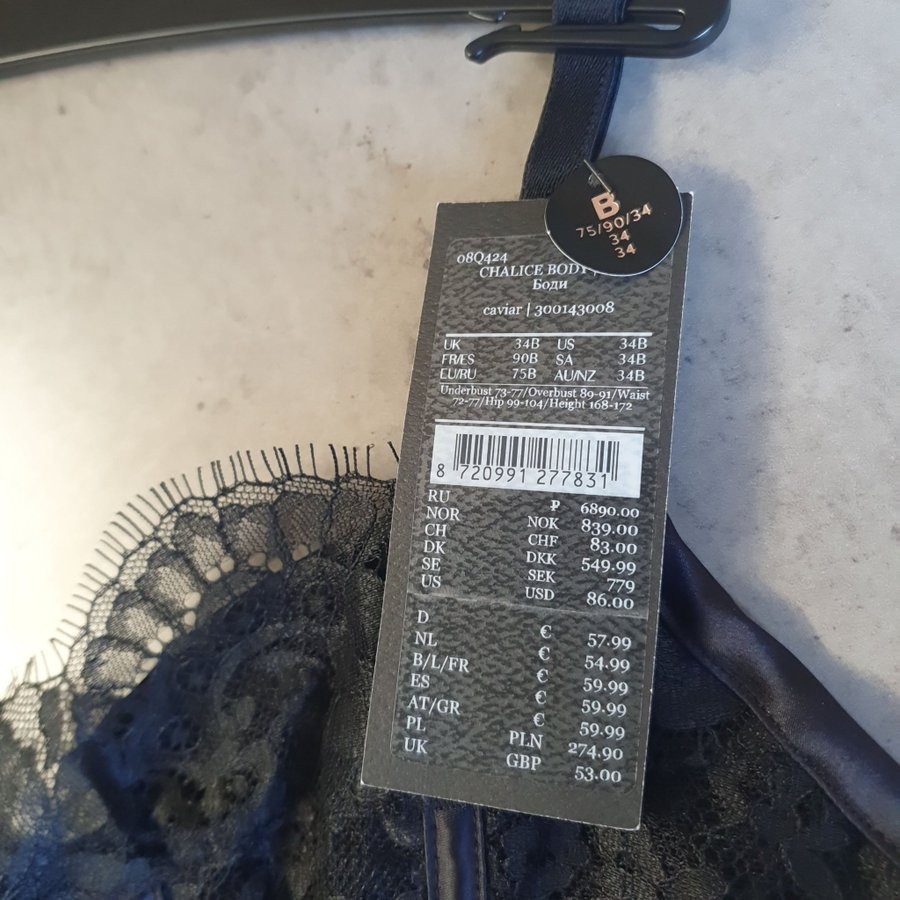 B
75/90/34
34
34
08Q424
CHALICE BODY
Боди
caviar | 300143008
UK 34B US 34B
FR/ES 90B SA 34B
EU/RU 75B AU/NZ 34B
Underbust 73-77/Overbust 89-91/Waist
72-77/Hip 99-104/Height 168-172
8 720991 277831
RU ₽ 6890.00
NOR NOK 839.00
CH CHF 83.00
DK DKK 549.99
SE SEK 779
US USD 86.00
D € 57.99
NL € 54.99
B/L/FR € 59.99
ES € 59.99
AT/GR € 59.99
PL PLN 274.90
UK GBP 53.00